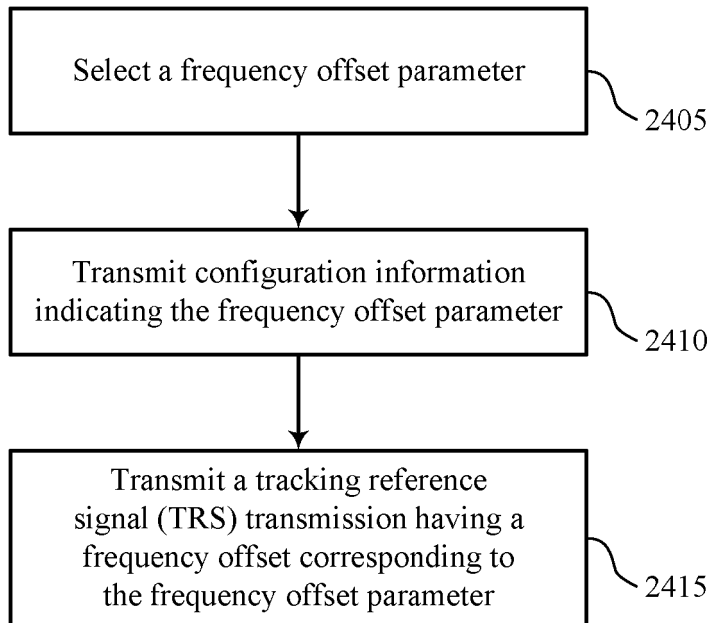 Select a frequency offset parameter
2405
Transmit configuration information
indicating the frequency offset parameter
2410
Transmit a tracking reference
signal (TRS) transmission having a
frequency offset corresponding to
the frequency offset parameter
2415